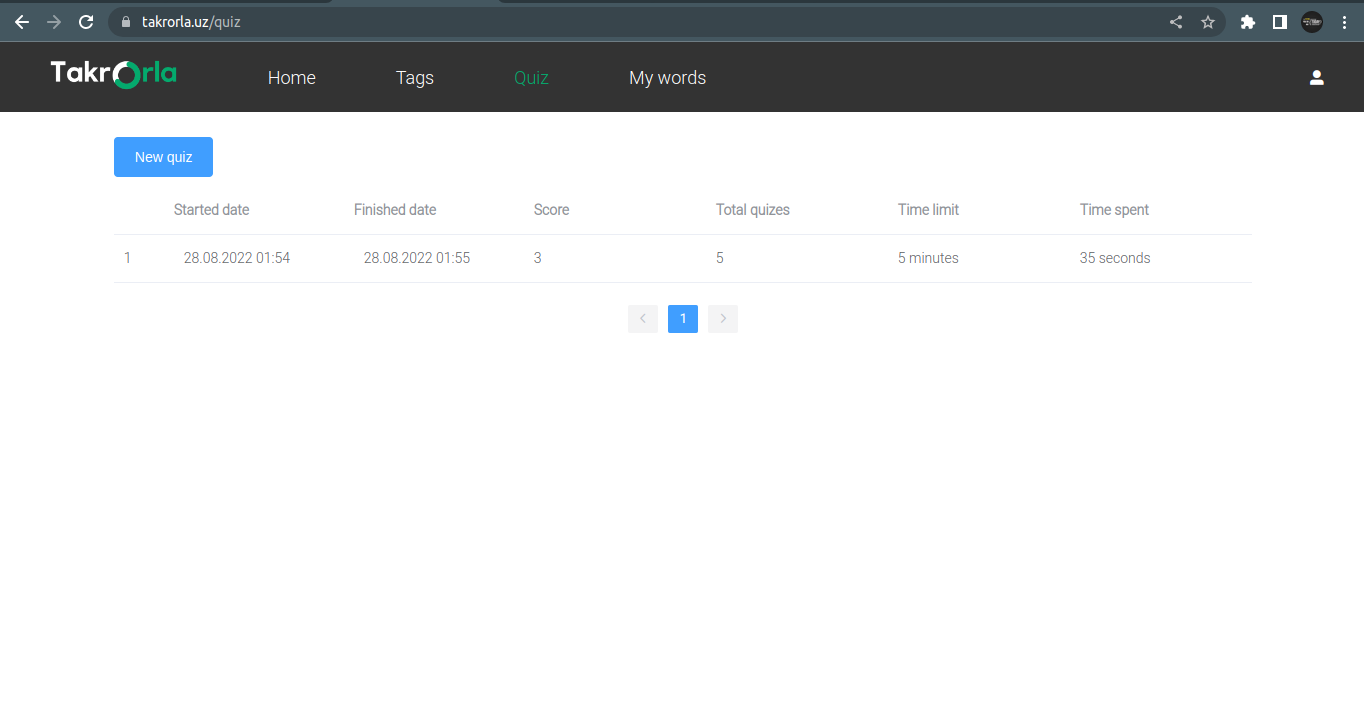 takrorla.uz/quiz
TakrOrla Home Tags Quiz My words
New quiz
Started date Finished date Score Total quizes Time limit Time spent
1 28.08.2022 01:54 28.08.2022 01:55 3 5 5 minutes 35 seconds
1